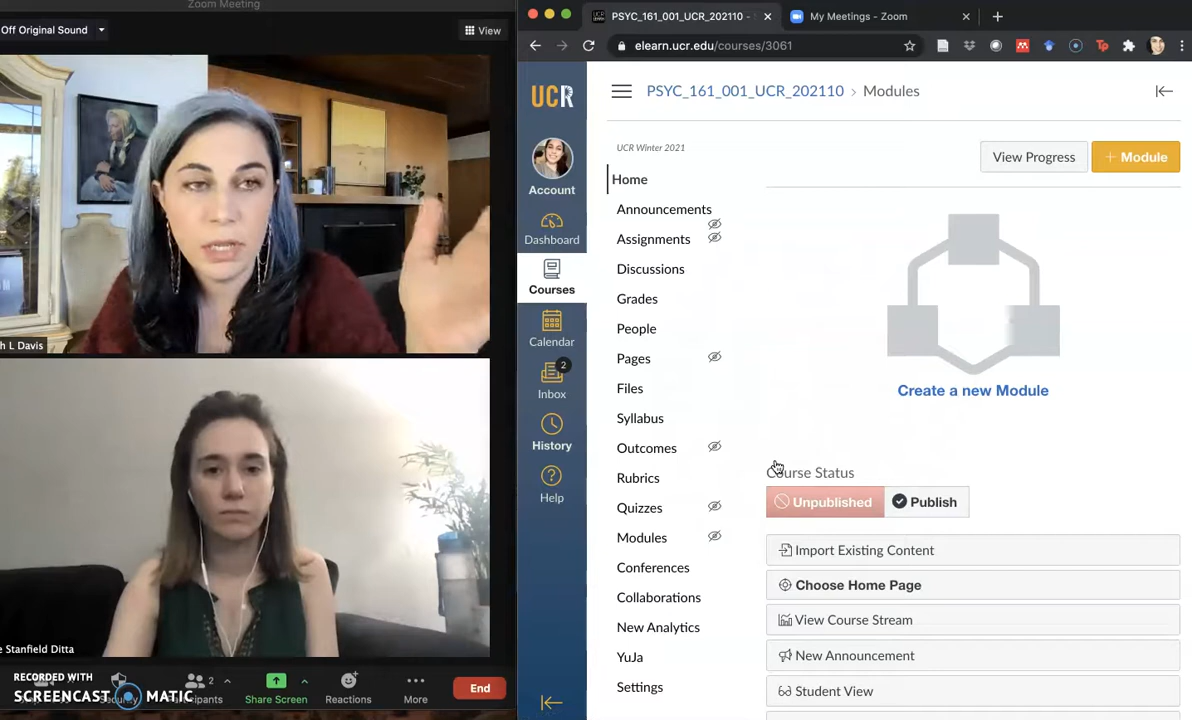 Zoom Meeting
Off Original Sound
View
h L Davis
e Stanfield Ditta
RECORDED WITH
SCREENCAST MATIC
Security
Participants
2
Share Screen
Reactions
More
End
PSYC_161_001_UCR_202110 -
My Meetings - Zoom
elearn.ucr.edu/courses/3061
UCR
Account
Dashboard
Courses
Calendar
2
Inbox
History
Help
PSYC_161_001_UCR_202110 > Modules
UCR Winter 2021
Home
Announcements
Assignments
Discussions
Grades
People
Pages
Files
Syllabus
Outcomes
Rubrics
Quizzes
Modules
Conferences
Collaborations
New Analytics
YuJa
Settings
View Progress
+ Module
Create a new Module
Course Status
Unpublished
Publish
Import Existing Content
Choose Home Page
View Course Stream
New Announcement
Student View